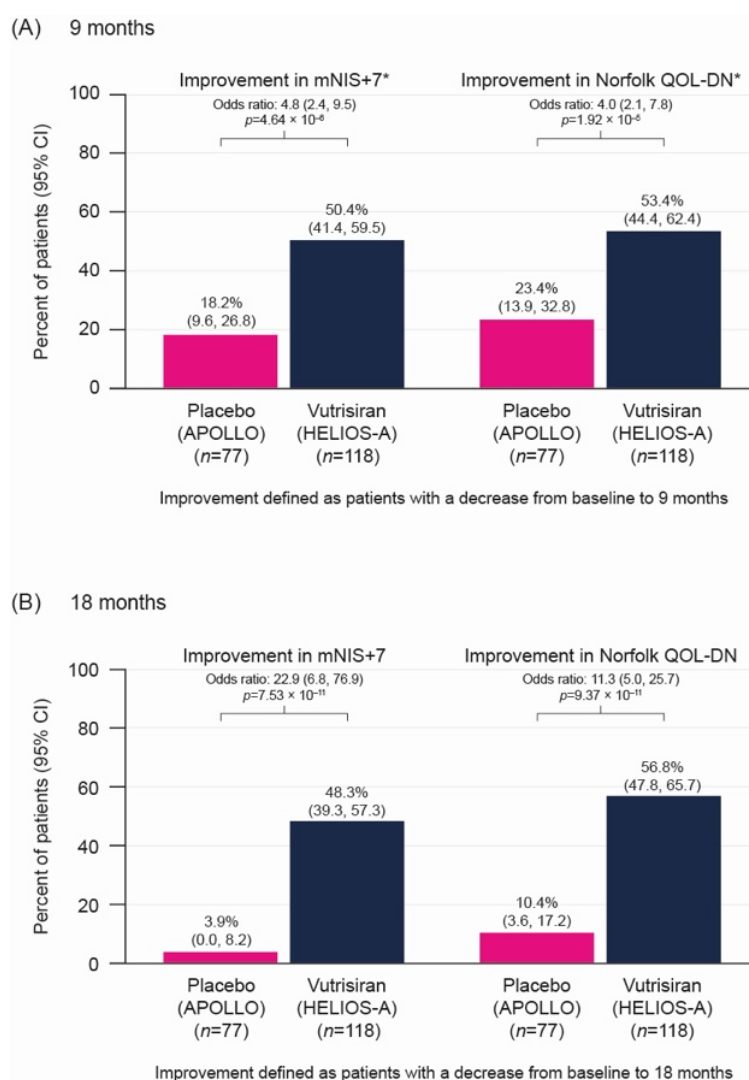 (A) 9 months
Improvement in mNIS+7*
Odds ratio: 4.8 (2.4, 9.5)
p=4.64 × 10⁻⁶
Improvement in Norfolk QOL-DN*
Odds ratio: 4.0 (2.1, 7.8)
p=1.92 × 10⁻⁵
Percent of patients (95% CI)
100
80
60
40
20
0
18.2%
(9.6, 26.8)
50.4%
(41.4, 59.5)
23.4%
(13.9, 32.8)
53.4%
(44.4, 62.4)
Placebo
(APOLLO)
(n=77)
Vutrisiran
(HELIOS-A)
(n=118)
Placebo
(APOLLO)
(n=77)
Vutrisiran
(HELIOS-A)
(n=118)
Improvement defined as patients with a decrease from baseline to 9 months
(B) 18 months
Improvement in mNIS+7
Odds ratio: 22.9 (6.8, 76.9)
p=7.53 × 10⁻¹¹
Improvement in Norfolk QOL-DN
Odds ratio: 11.3 (5.0, 25.7)
p=9.37 × 10⁻¹¹
Percent of patients (95% CI)
100
80
60
40
20
0
3.9%
(0.0, 8.2)
48.3%
(39.3, 57.3)
10.4%
(3.6, 17.2)
56.8%
(47.8, 65.7)
Placebo
(APOLLO)
(n=77)
Vutrisiran
(HELIOS-A)
(n=118)
Placebo
(APOLLO)
(n=77)
Vutrisiran
(HELIOS-A)
(n=118)
Improvement defined as patients with a decrease from baseline to 18 months